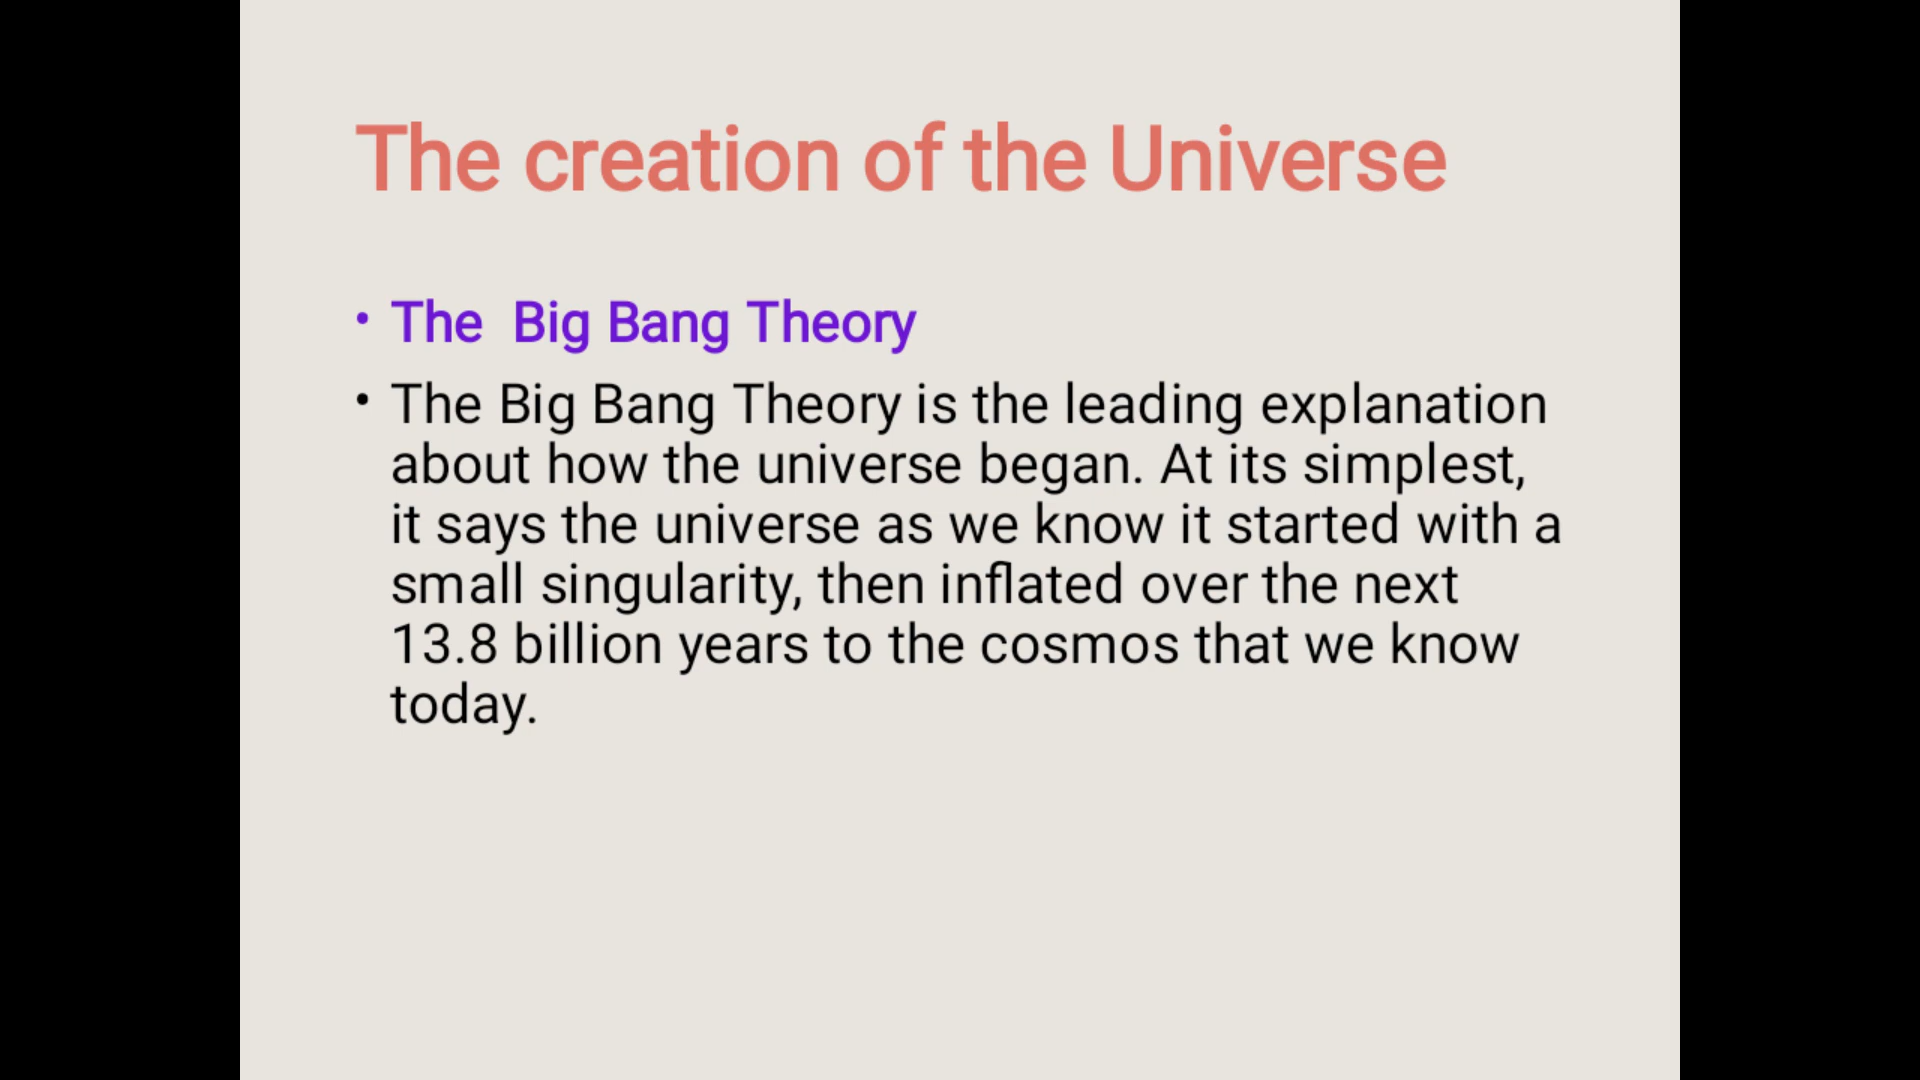 The creation of the Universe
• The  Big Bang Theory
• The Big Bang Theory is the leading explanation
about how the universe began. At its simplest,
it says the universe as we know it started with a
small singularity, then inflated over the next
13.8 billion years to the cosmos that we know
today.